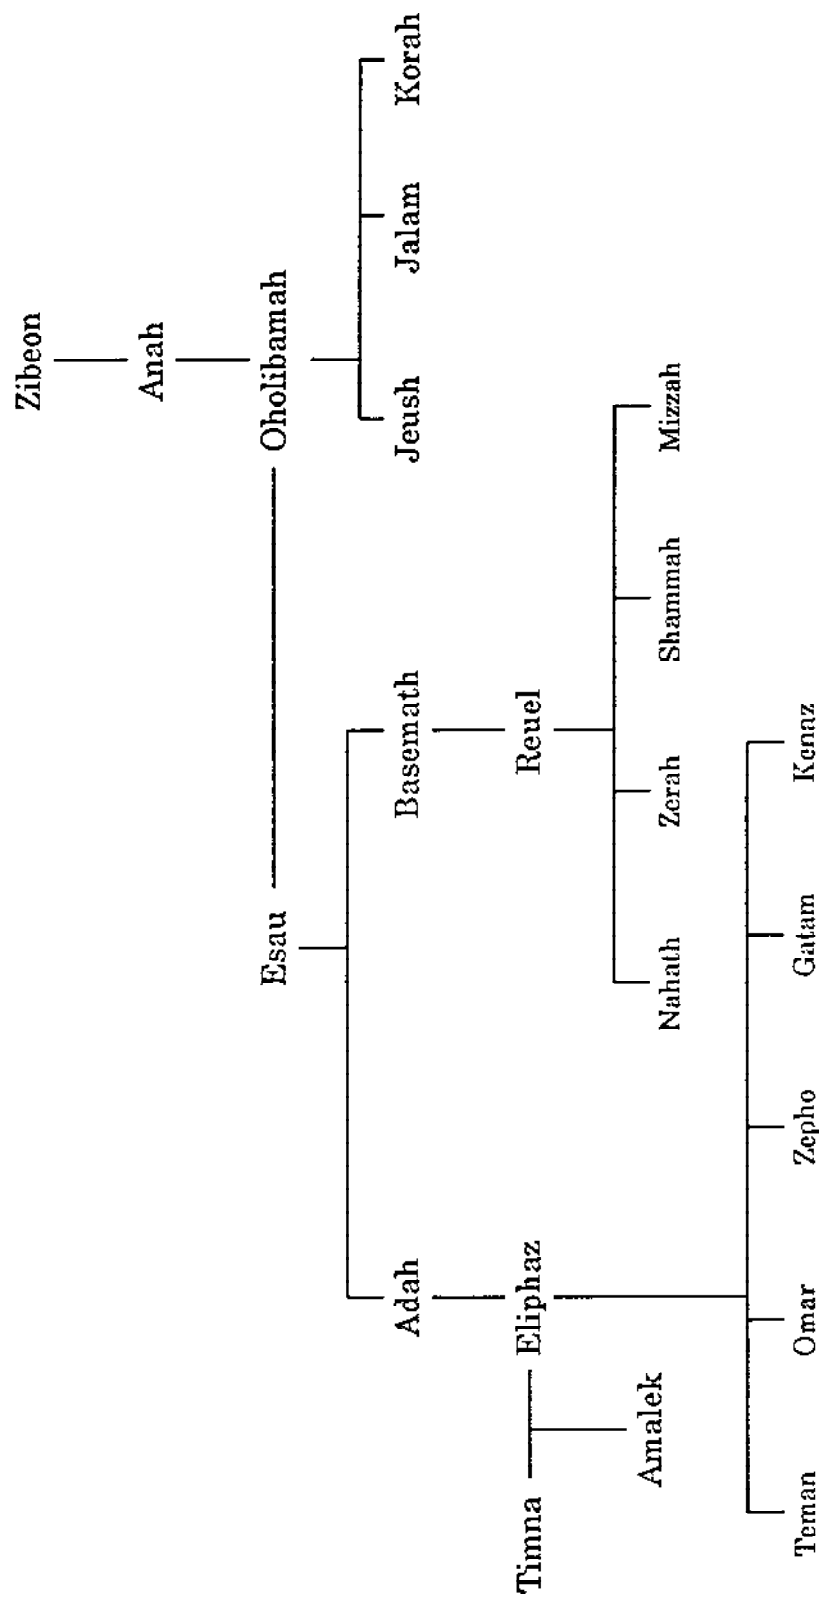 Zibeon
Anah
Esau Oholibamah
Adah Basemath Jeush Jalam Korah
Timna Eliphaz Reuel
Amalek Nahath Zerah Shammah Mizzah
Teman Omar Zepho Gatam Kenaz